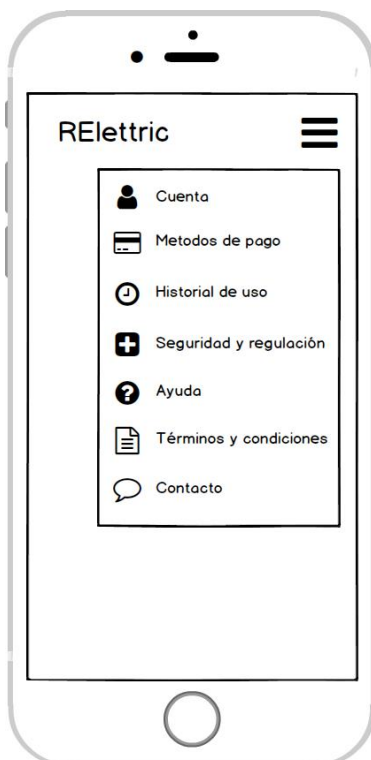 RElettric
Cuenta
Metodos de pago
Historial de uso
Seguridad y regulación
Ayuda
Términos y condiciones
Contacto